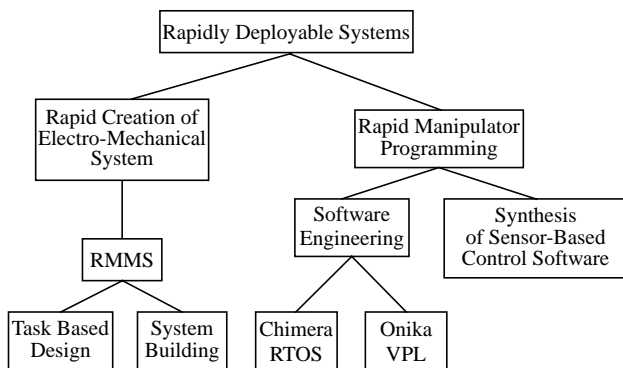 Rapidly Deployable Systems
Rapid Creation of
Electro-Mechanical
System
Rapid Manipulator
Programming
Software
Engineering
Synthesis
of Sensor-Based
Control Software
RMMS
Task Based
Design
System
Building
Chimera
RTOS
Onika
VPL